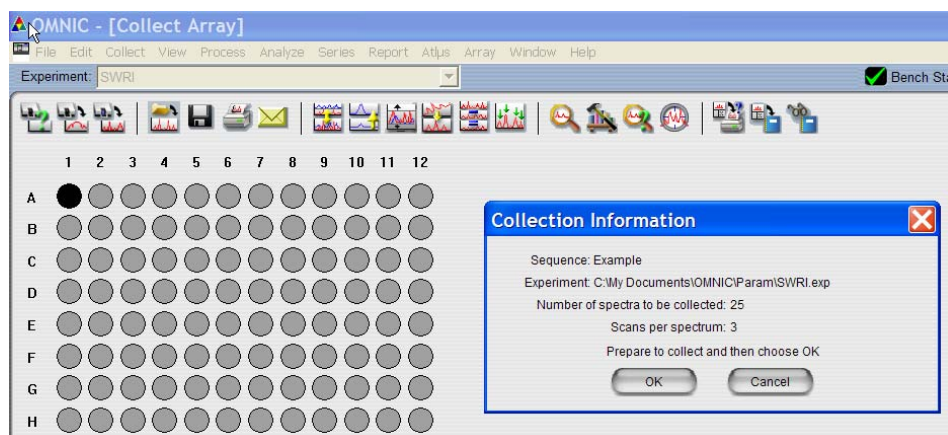 OMNIC - [Collect Array]
File Edit Collect View Process Analyze Series Report Atlµs Array Window Help
Experiment: SWRI
Bench Sta
1 2 3 4 5 6 7 8 9 10 11 12
A
B
C
D
E
F
G
H
Collection Information
Sequence: Example
Experiment: C:\My Documents\OMNIC\Param\SWRI.exp
Number of spectra to be collected: 25
Scans per spectrum: 3
Prepare to collect and then choose OK
OK Cancel